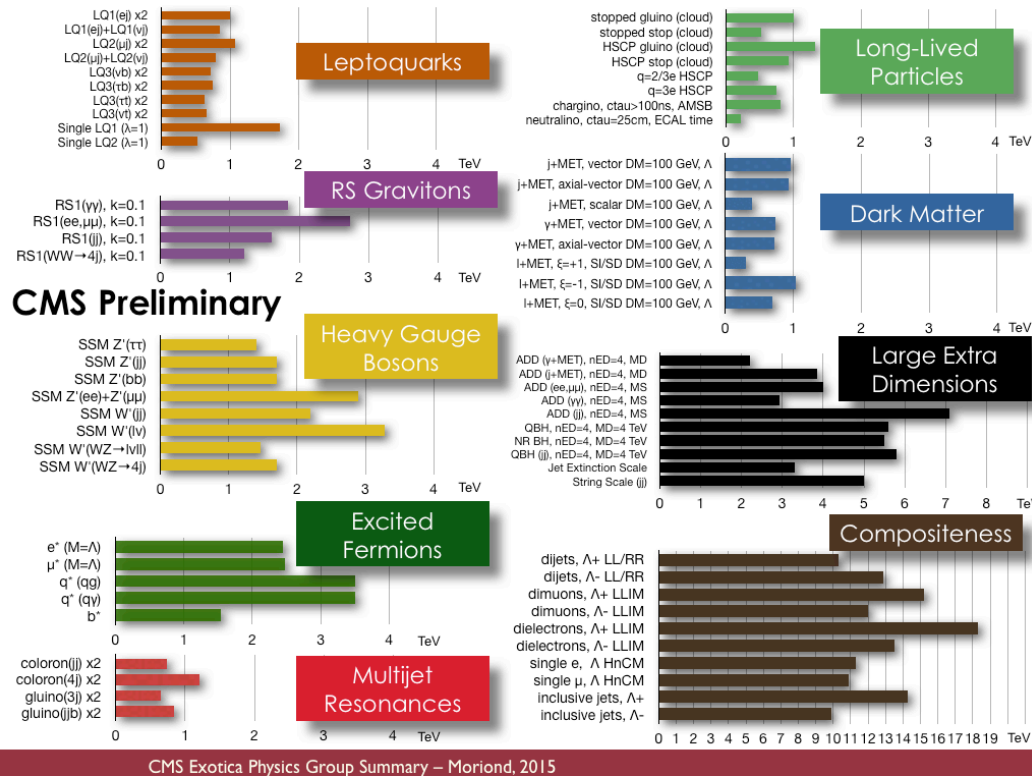 LQ1(ej) x2
LQ1(ej)+LQ1(νj)
LQ2(μj) x2
LQ2(μj)+LQ2(νj)
LQ3(νb) x2
LQ3(τb) x2
LQ3(τt) x2
LQ3(vt) x2
Single LQ1 (λ=1)
Single LQ2 (λ=1)
0 1 2 3 4 TeV
Leptoquarks
RS Gravitons
RS1(γγ), k=0.1
RS1(ee,μμ), k=0.1
RS1(jj), k=0.1
RS1(WW→4j), k=0.1
0 1 2 3 4 TeV
CMS Preliminary
Heavy Gauge
Bosons
SSM Z'(ττ)
SSM Z'(jj)
SSM Z'(bb)
SSM Z'(ee)+Z'(μμ)
SSM W'(jj)
SSM W'(lv)
SSM W'(WZ→lvll)
SSM W'(WZ→4j)
0 1 2 3 4 TeV
Excited
Fermions
e* (M=Λ)
μ* (M=Λ)
q* (qg)
q* (qγ)
b*
0 1 2 3 4 TeV
Multijet
Resonances
coloron(jj) x2
coloron(4j) x2
gluino(3j) x2
gluino(jjb) x2
0 1 2 3 4 TeV
stopped gluino (cloud)
stopped stop (cloud)
HSCP gluino (cloud)
HSCP stop (cloud)
q=2/3e HSCP
q=3e HSCP
chargino, ctau>100ns, AMSB
neutralino, ctau=25cm, ECAL time
0 1 2 3 4 TeV
Long-Lived
Particles
j+MET, vector DM=100 GeV, Λ
j+MET, axial-vector DM=100 GeV, Λ
j+MET, scalar DM=100 GeV, Λ
γ+MET, vector DM=100 GeV, Λ
γ+MET, axial-vector DM=100 GeV, Λ
l+MET, ξ=+1, SI/SD DM=100 GeV, Λ
l+MET, ξ=-1, SI/SD DM=100 GeV, Λ
l+MET, ξ=0, SI/SD DM=100 GeV, Λ
0 1 2 3 4 TeV
Dark Matter
Large Extra
Dimensions
ADD (γ+MET), nED=4, MD
ADD (j+MET), nED=4, MD
ADD (ee,μμ), nED=4, MS
ADD (γγ), nED=4, MS
ADD (jj), nED=4, MS
QBH, nED=4, MD=4 TeV
NR BH, nED=4, MD=4 TeV
QBH (jj), nED=4, MD=4 TeV
Jet Extinction Scale
String Scale (jj)
0 1 2 3 4 5 6 7 8 9 TeV
Compositeness
dijets, Λ+ LL/RR
dijets, Λ- LL/RR
dimuons, Λ+ LLIM
dimuons, Λ- LLIM
dielectrons, Λ+ LLIM
dielectrons, Λ- LLIM
single e, Λ HnCM
single μ, Λ HnCM
inclusive jets, Λ+
inclusive jets, Λ-
0 1 2 3 4 5 6 7 8 9 10 11 12 13 14 15 16 17 18 19 TeV
CMS Exotica Physics Group Summary – Moriond, 2015